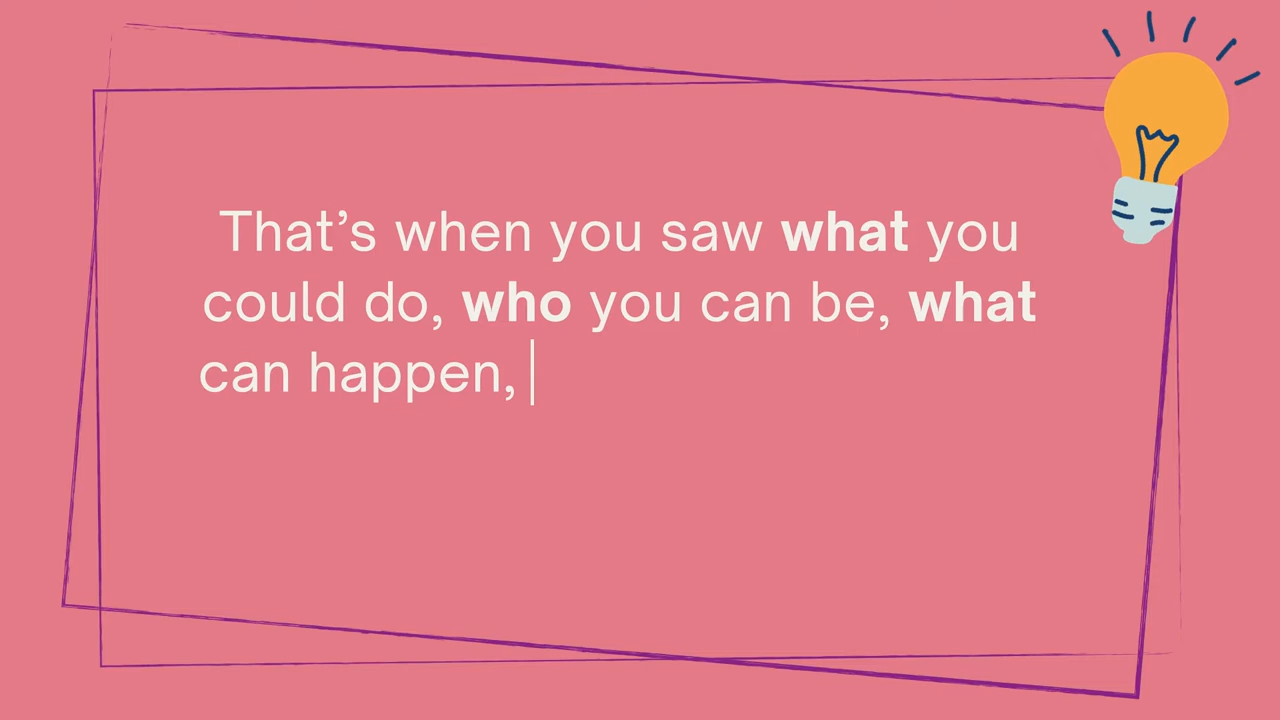 That’s when you saw what you
could do, who you can be, what
can happen,